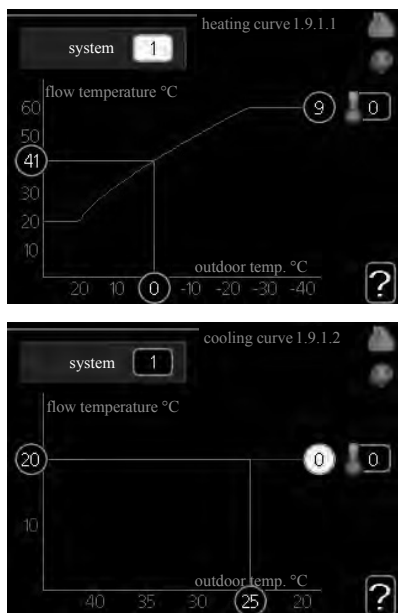 heating curve 1.9.1.1
system 1
flow temperature °C
60
9 0
50
41
30
20
10
outdoor temp. °C
20 10 0 -10 -20 -30 -40
?
cooling curve 1.9.1.2
system 1
flow temperature °C
20 0 0
10
outdoor temp. °C
40 35 30 25 20
?